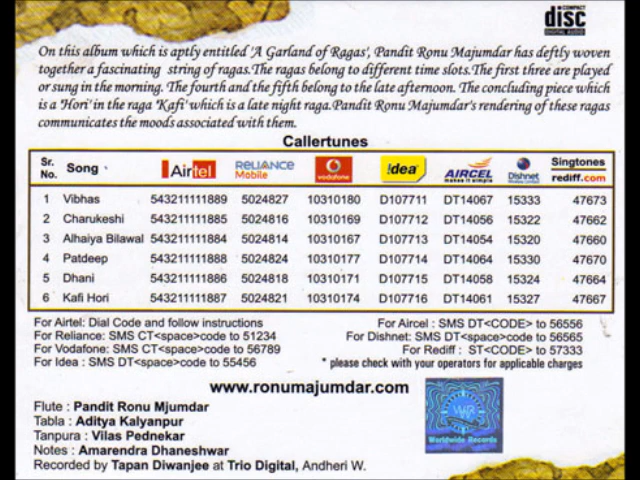 COMPACT
disc
DIGITAL AUDIO
On this album which is aptly entitled 'A Garland of Ragas', Pandit Ronu Majumdar has deftly woven
together a fascinating string of ragas.The ragas belong to different time slots.The first three are played
or sung in the morning. The fourth and the fifth belong to the late afternoon. The concluding piece which
is a 'Hori' in the raga 'Kafi' which is a late night raga.Pandit Ronu Majumdar's rendering of these ragas
communicates the moods associated with them.
Callertunes
Sr. No. Song Airtel RELIANCE Mobile vodafone !dea AIRCEL MAKES IT SIMPLE Dishnet Singtones rediff.com
1 Vibhas 543211111889 5024827 10310180 D107711 DT14067 15333 47673
2 Charukeshi 543211111885 5024816 10310169 D107712 DT14056 15322 47662
3 Alhaiya Bilawal 543211111884 5024814 10310167 D107713 DT14054 15320 47660
4 Patdeep 543211111888 5024824 10310177 D107714 DT14064 15330 47670
5 Dhani 543211111886 5024818 10310171 D107715 DT14058 15324 47664
6 Kafi Hori 543211111887 5024821 10310174 D107716 DT14061 15327 47667
For Airtel: Dial Code and follow instructions
For Reliance: SMS CT<space>code to 51234
For Vodafone: SMS CT<space>code to 56789
For Idea : SMS DT<space>code to 55456
For Aircel : SMS DT<CODE> to 56556
For Dishnet: SMS DT<space>code to 56565
For Rediff : ST<CODE> to 57333
* please check with your operators for applicable charges
www.ronumajumdar.com
Flute : Pandit Ronu Mjumdar
Tabla : Aditya Kalyanpur
Tanpura : Vilas Pednekar
Notes : Amarendra Dhaneshwar
Recorded by Tapan Diwanjee at Trio Digital, Andheri W.
WR
Worldwide Records